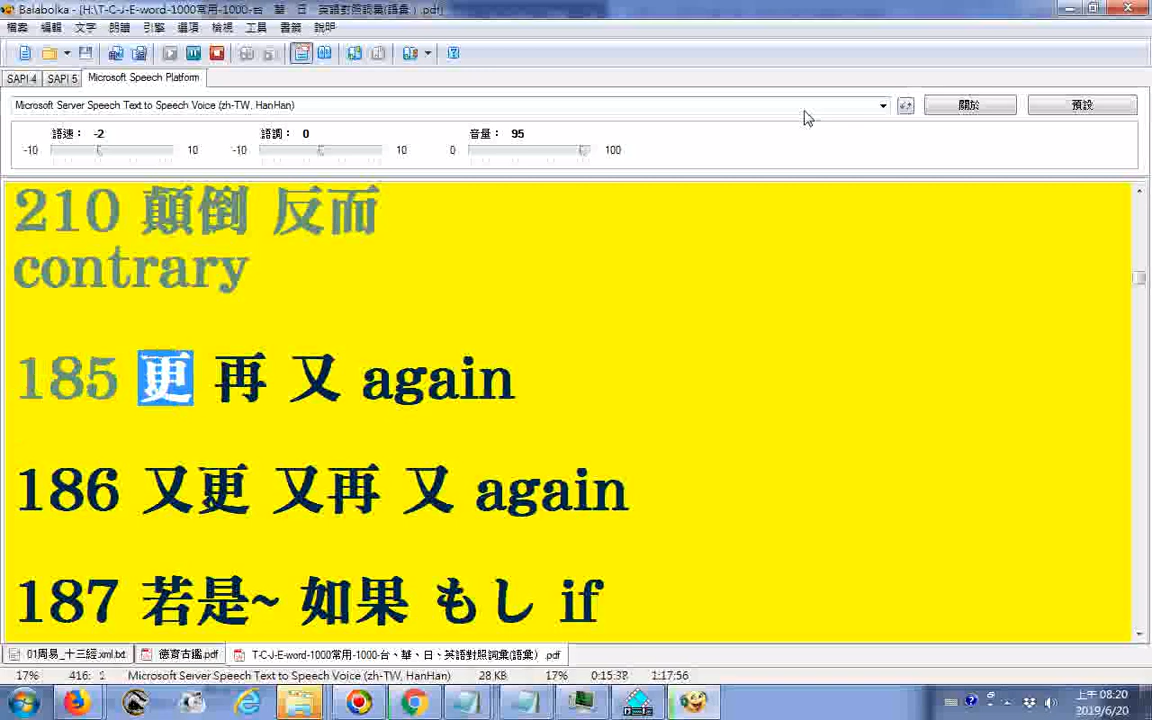 Balabolka - [H:\T-C-J-E-word-1000常用-1000-台、華、日、英語對照詞彙(語彙).pdf]
檔案 編輯 文字 朗讀 引擎 選項 檢視 工具 書籤 說明
SAPI 4 SAPI 5 Microsoft Speech Platform
Microsoft Server Speech Text to Speech Voice (zh-TW, HanHan) 關於 預設
語速： -2 語調： 0 音量： 95
-10 10 -10 10 0 100
210 顛倒 反而
contrary
185 更 再 又 again
186 又更 又再 又 again
187 若是~ 如果 もし if
01周易_十三經.xml.txt 德育古鑑.pdf T-C-J-E-word-1000常用-1000-台、華、日、英語對照詞彙(語彙) .pdf
17% 416: 1 Microsoft Server Speech Text to Speech Voice (zh-TW, HanHan) 28 KB 17% 0:15:38 1:17:56
上午 08:20
2019/6/20